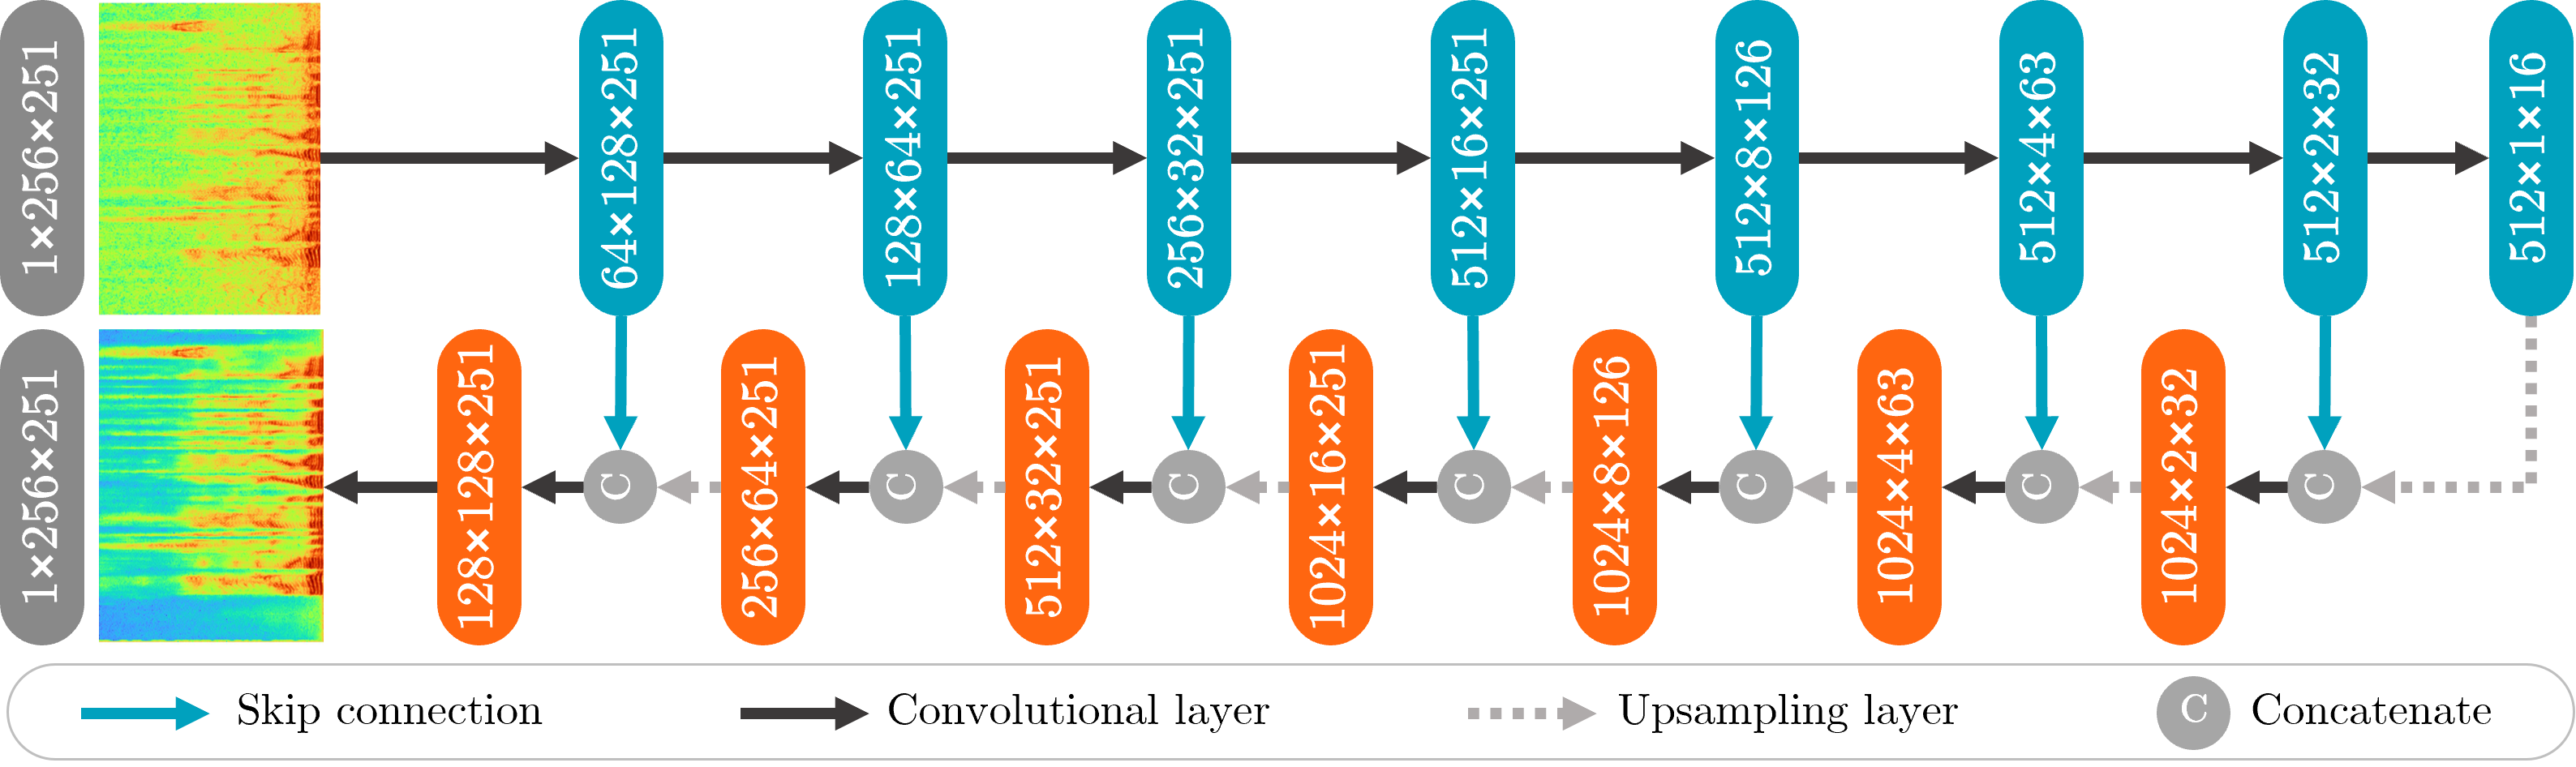 1×256×251
64×128×251
128×64×251
256×32×251
512×16×251
512×8×126
512×4×63
512×2×32
512×1×16
1×256×251
128×128×251
C
256×64×251
C
512×32×251
C
1024×16×251
C
1024×8×126
C
1024×4×63
C
1024×2×32
C
Skip connection
Convolutional layer
Upsampling layer
C
Concatenate